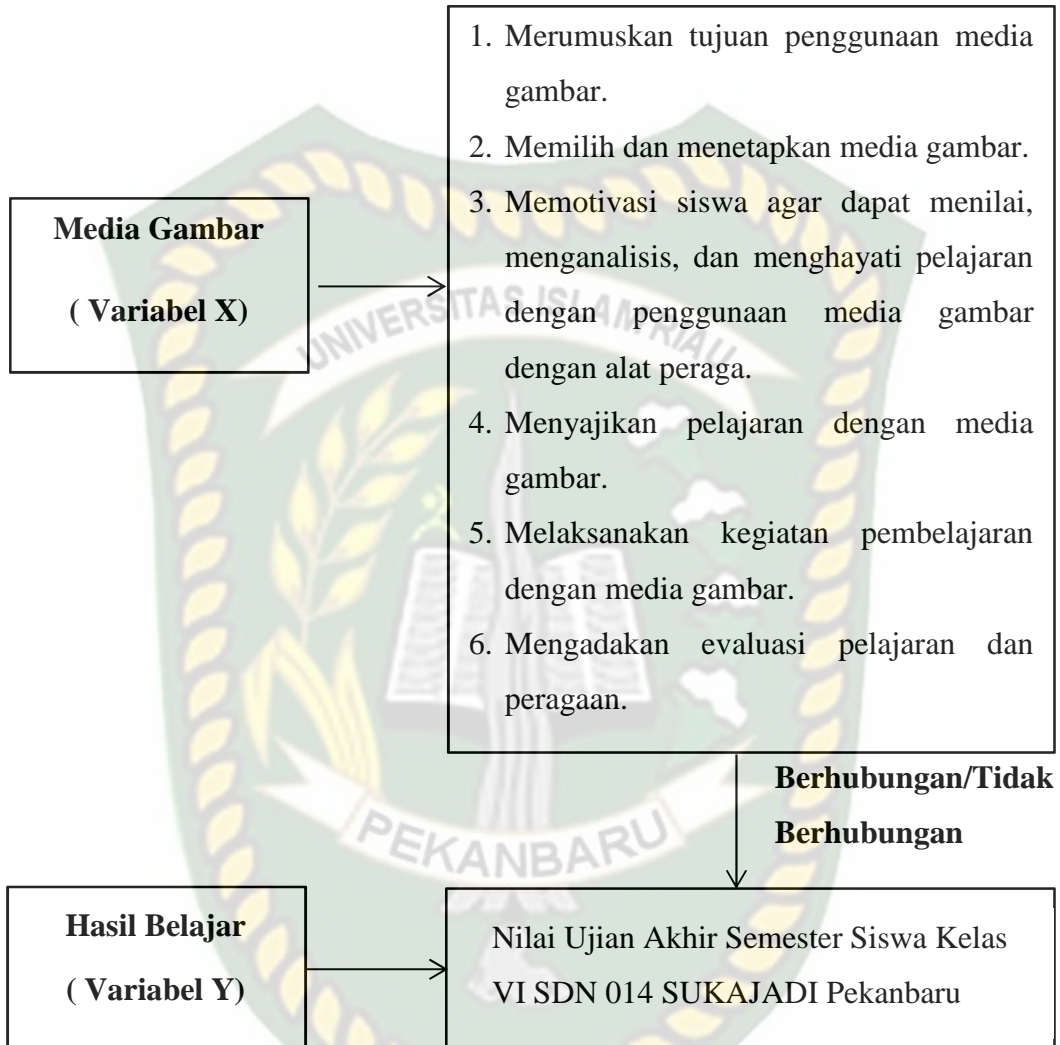 1. Merumuskan tujuan penggunaan media
gambar.
2. Memilih dan menetapkan media gambar.
3. Memotivasi siswa agar dapat menilai,
menganalisis, dan menghayati pelajaran
dengan penggunaan media gambar
dengan alat peraga.
4. Menyajikan pelajaran dengan media
gambar.
5. Melaksanakan kegiatan pembelajaran
dengan media gambar.
6. Mengadakan evaluasi pelajaran dan
peragaan.
Media Gambar
( Variabel X)
UNIVERSITAS ISLAM RIAU
Berhubungan/Tidak
Berhubungan
PEKANBARU
Hasil Belajar
( Variabel Y)
Nilai Ujian Akhir Semester Siswa Kelas
VI SDN 014 SUKAJADI Pekanbaru